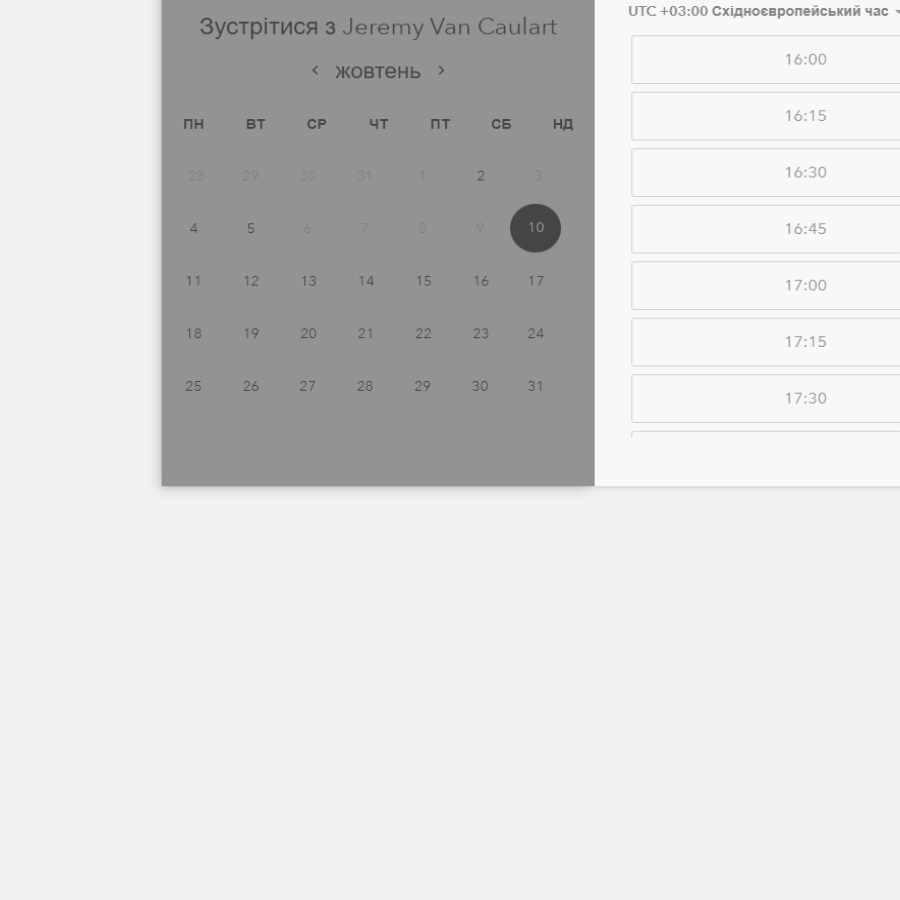 Зустрітися з Jeremy Van Caulart
жовтень
ПН ВТ СР ЧТ ПТ СБ НД
28 29 30 31 1 2 3
4 5 6 7 8 9 10
11 12 13 14 15 16 17
18 19 20 21 22 23 24
25 26 27 28 29 30 31
UTC +03:00 Східноєвропейський час
16:00
16:15
16:30
16:45
17:00
17:15
17:30